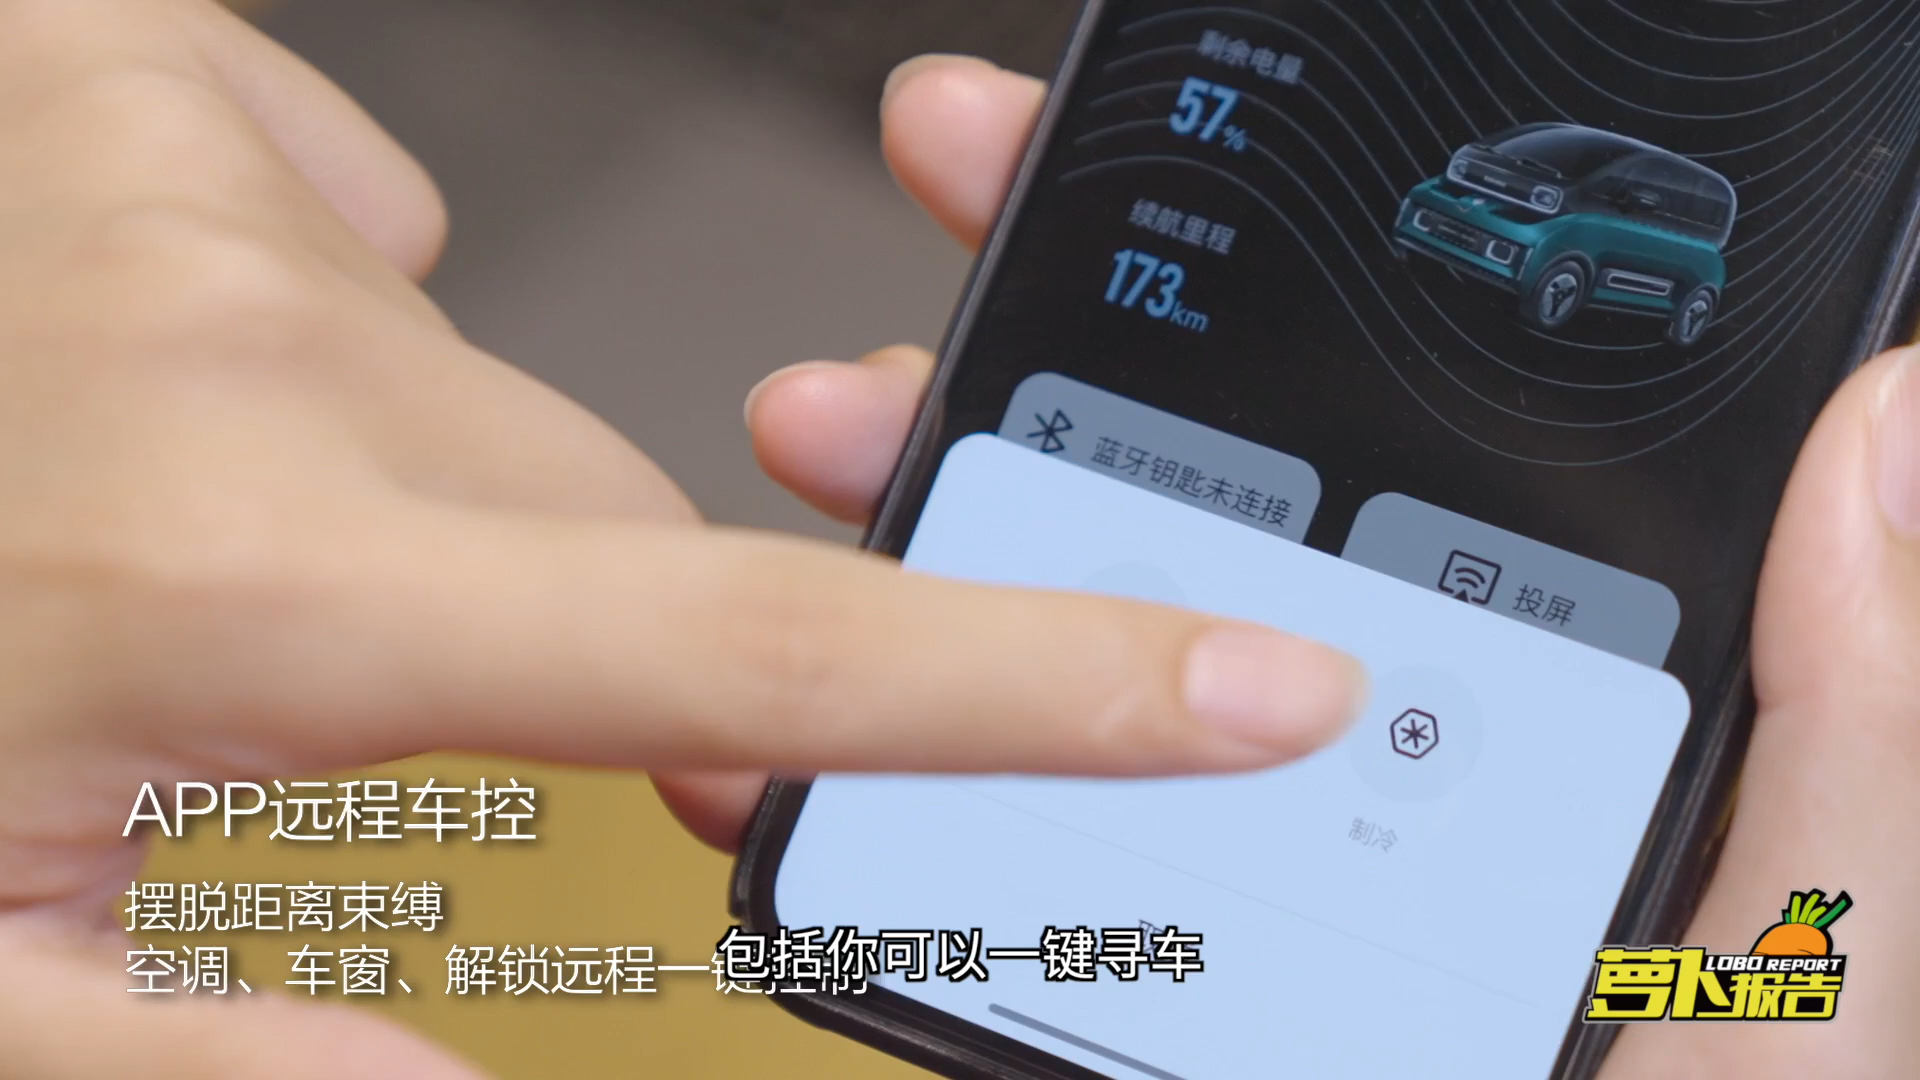 剩余电量
57%
续航里程
173km
蓝牙钥匙未连接
投屏
制冷
APP远程车控
摆脱距离束缚
空调、车窗、解锁远程一键控制
包括你可以一键寻车
LOBO REPORT
萝卜报告